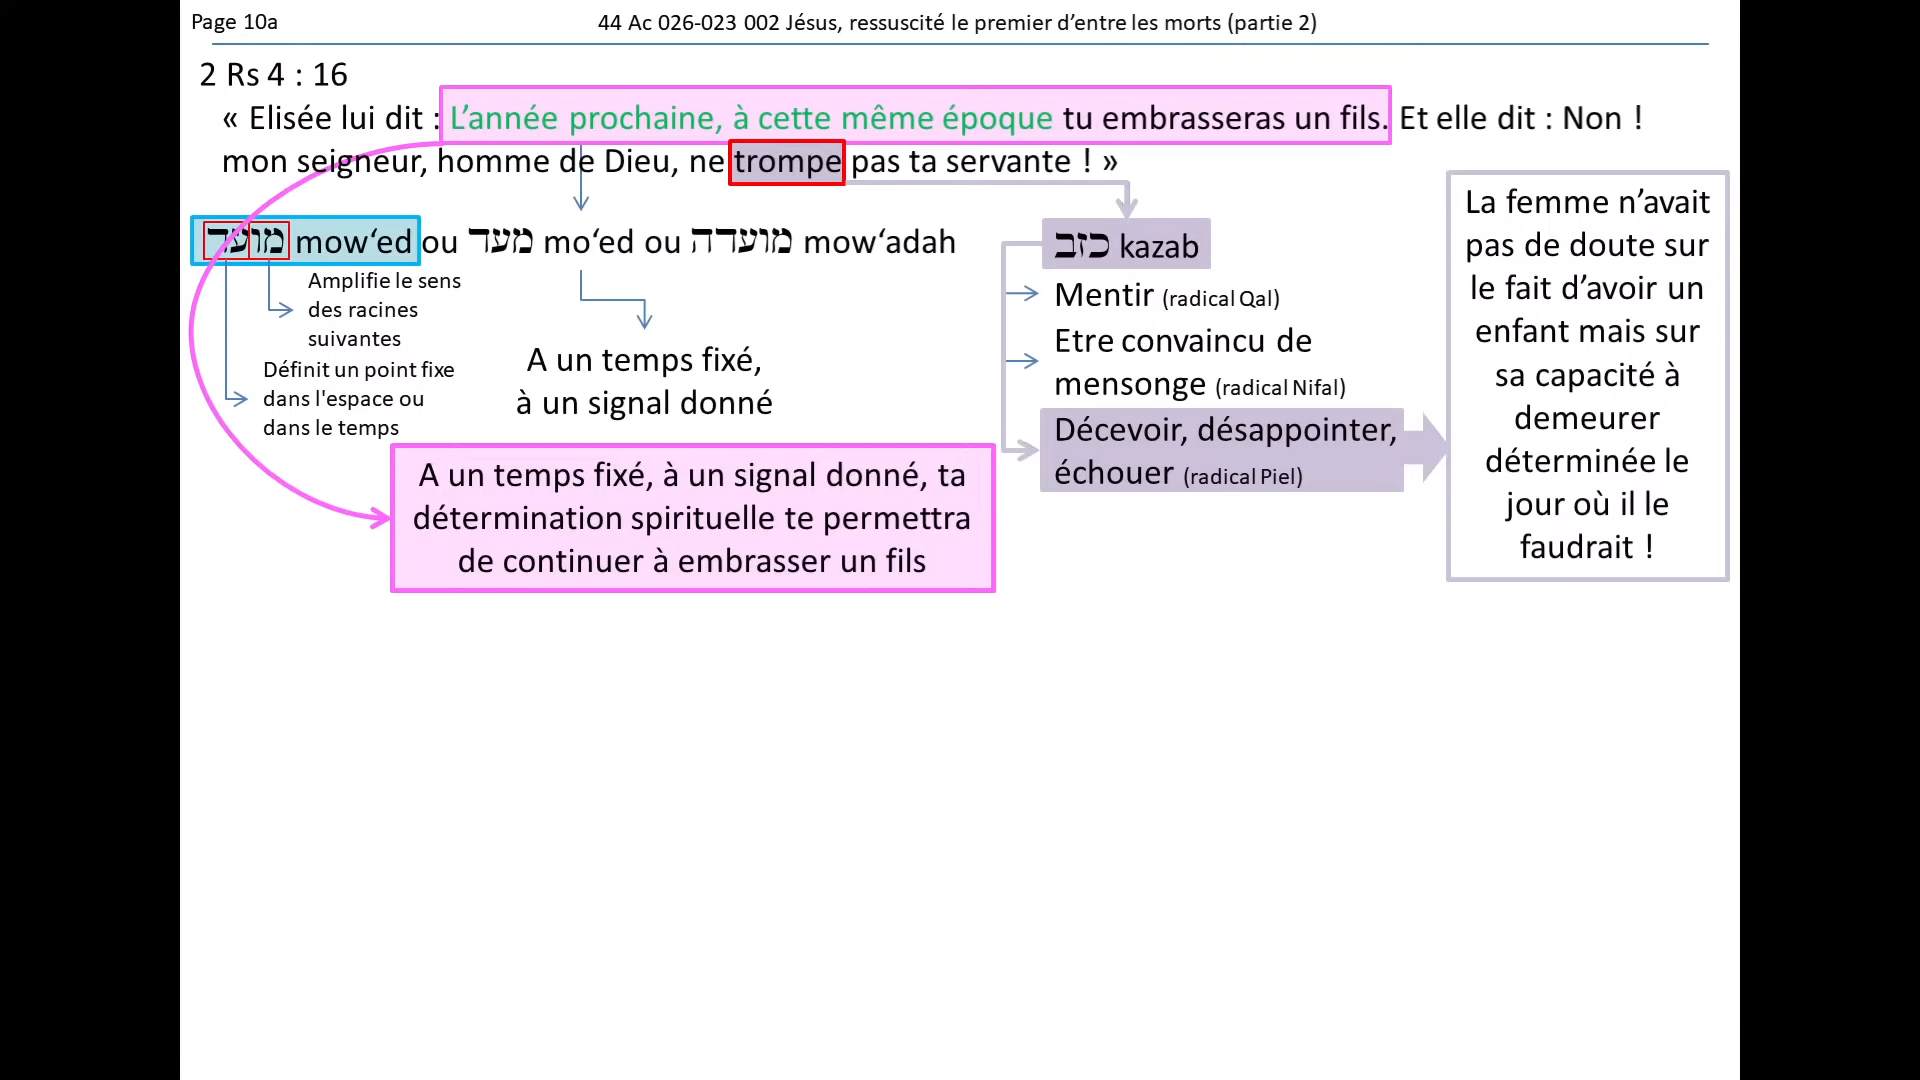 Page 10a
44 Ac 026-023 002 Jésus, ressuscité le premier d’entre les morts (partie 2)
2 Rs 4 : 16
« Elisée lui dit : L’année prochaine, à cette même époque tu embrasseras un fils. Et elle dit : Non !
mon seigneur, homme de Dieu, ne trompe pas ta servante ! »
מועד mow‘ed ou מעד mo‘ed ou מועדה mow‘adah
Amplifie le sens
des racines
suivantes
Définit un point fixe
dans l'espace ou
dans le temps
A un temps fixé,
à un signal donné
A un temps fixé, à un signal donné, ta
détermination spirituelle te permettra
de continuer à embrasser un fils
כזב kazab
Mentir (radical Qal)
Etre convaincu de
mensonge (radical Nifal)
Décevoir, désappointer,
échouer (radical Piel)
La femme n’avait
pas de doute sur
le fait d’avoir un
enfant mais sur
sa capacité à
demeurer
déterminée le
jour où il le
faudrait !